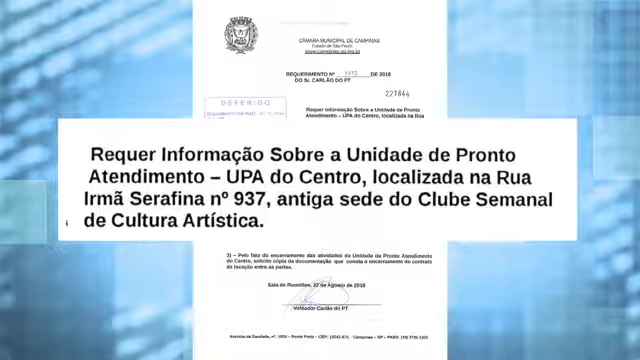 CÂMARA MUNICIPAL DE CAMPINAS
Estado de São Paulo
REQUERIMENTO Nº DE 2018
DO Sr. CARLÃO DO PT
227844
DEFERIDO
Requer Informação Sobre a Unidade de Pronto
Atendimento – UPA do Centro, localizada na Rua
Requer Informação Sobre a Unidade de Pronto
Atendimento – UPA do Centro, localizada na Rua
Irmã Serafina nº 937, antiga sede do Clube Semanal
de Cultura Artística.
3) – Pelo fato do encerramento das atividades da Unidade de Pronto Atendimento
do Centro, solicito cópia de documentação que consta o encerramento do contrato
de locação entre as partes.
Sala de Reuniões, 22 de Agosto de 2018
Vereador Carlão do PT